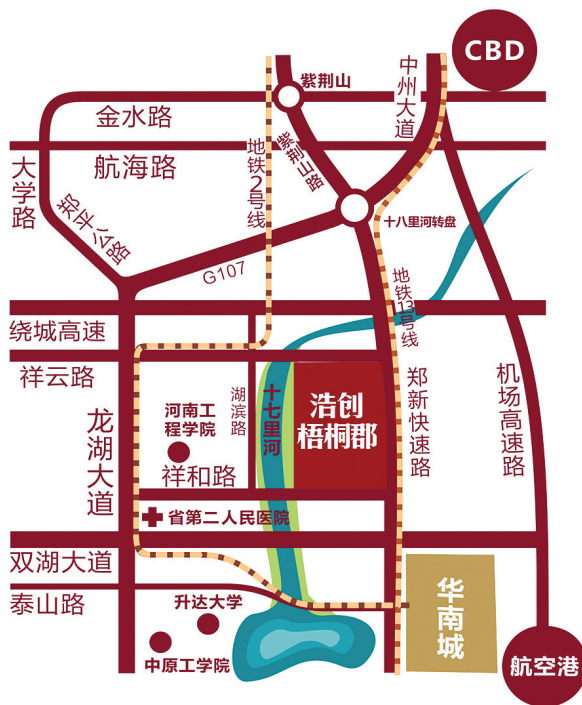 CBD
紫荆山
中州大道
金水路
紫荆山路
地铁2号线
航海路
大学路
郑平公路
十八里河转盘
G107
地铁13号线
绕城高速
祥云路
湖滨路
十七里河
浩创
梧桐郡
郑新快速路
机场高速路
河南工
程学院
龙湖大道
祥和路
省第二人民医院
双湖大道
泰山路
升达大学
中原工学院
华南城
航空港